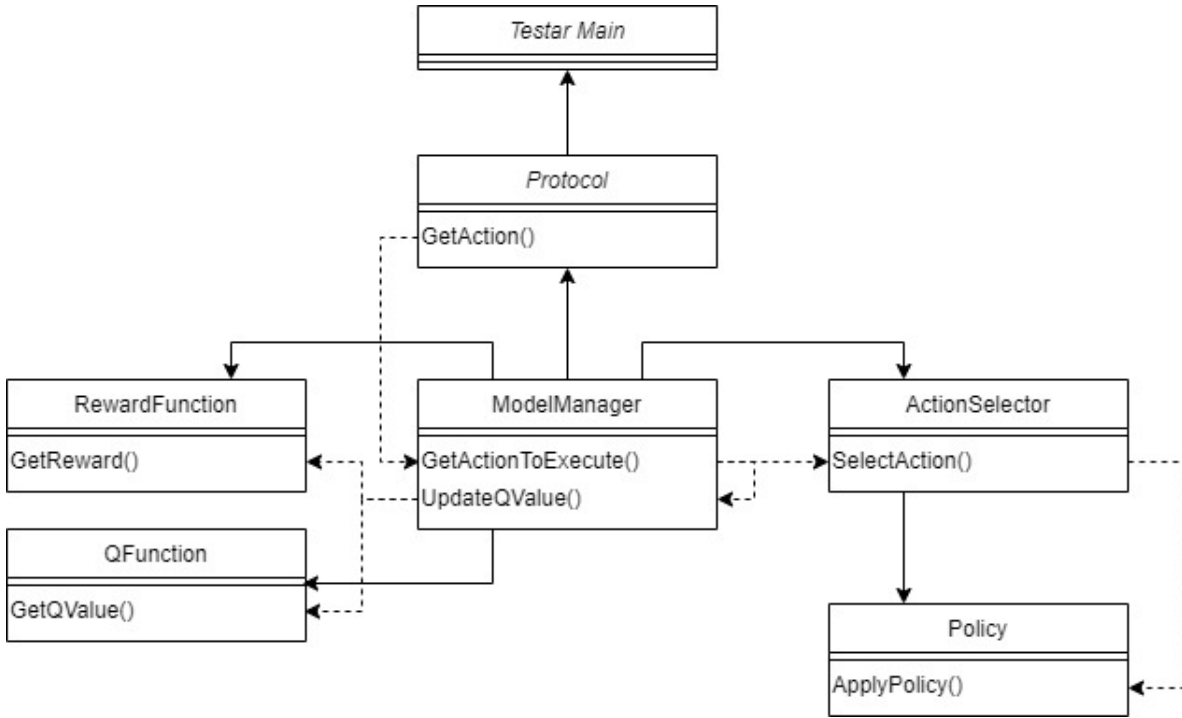 Testar Main
Protocol
GetAction()
RewardFunction
GetReward()
ModelManager
GetActionToExecute()
UpdateQValue()
ActionSelector
SelectAction()
QFunction
GetQValue()
Policy
ApplyPolicy()